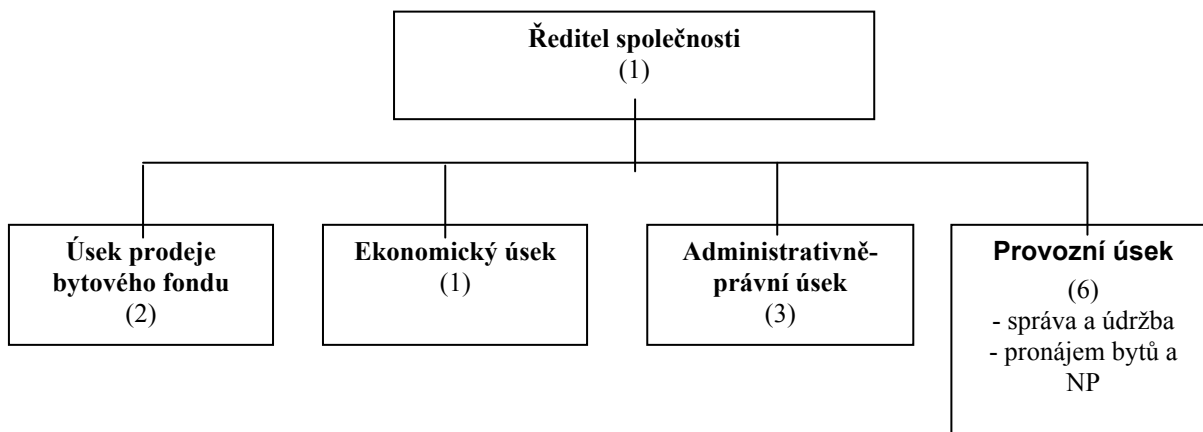 Ředitel společnosti
(1)
Úsek prodeje
bytového fondu
(2)
Ekonomický úsek
(1)
Administrativně-
právní úsek
(3)
Provozní úsek
(6)
- správa a údržba
- pronájem bytů a
NP